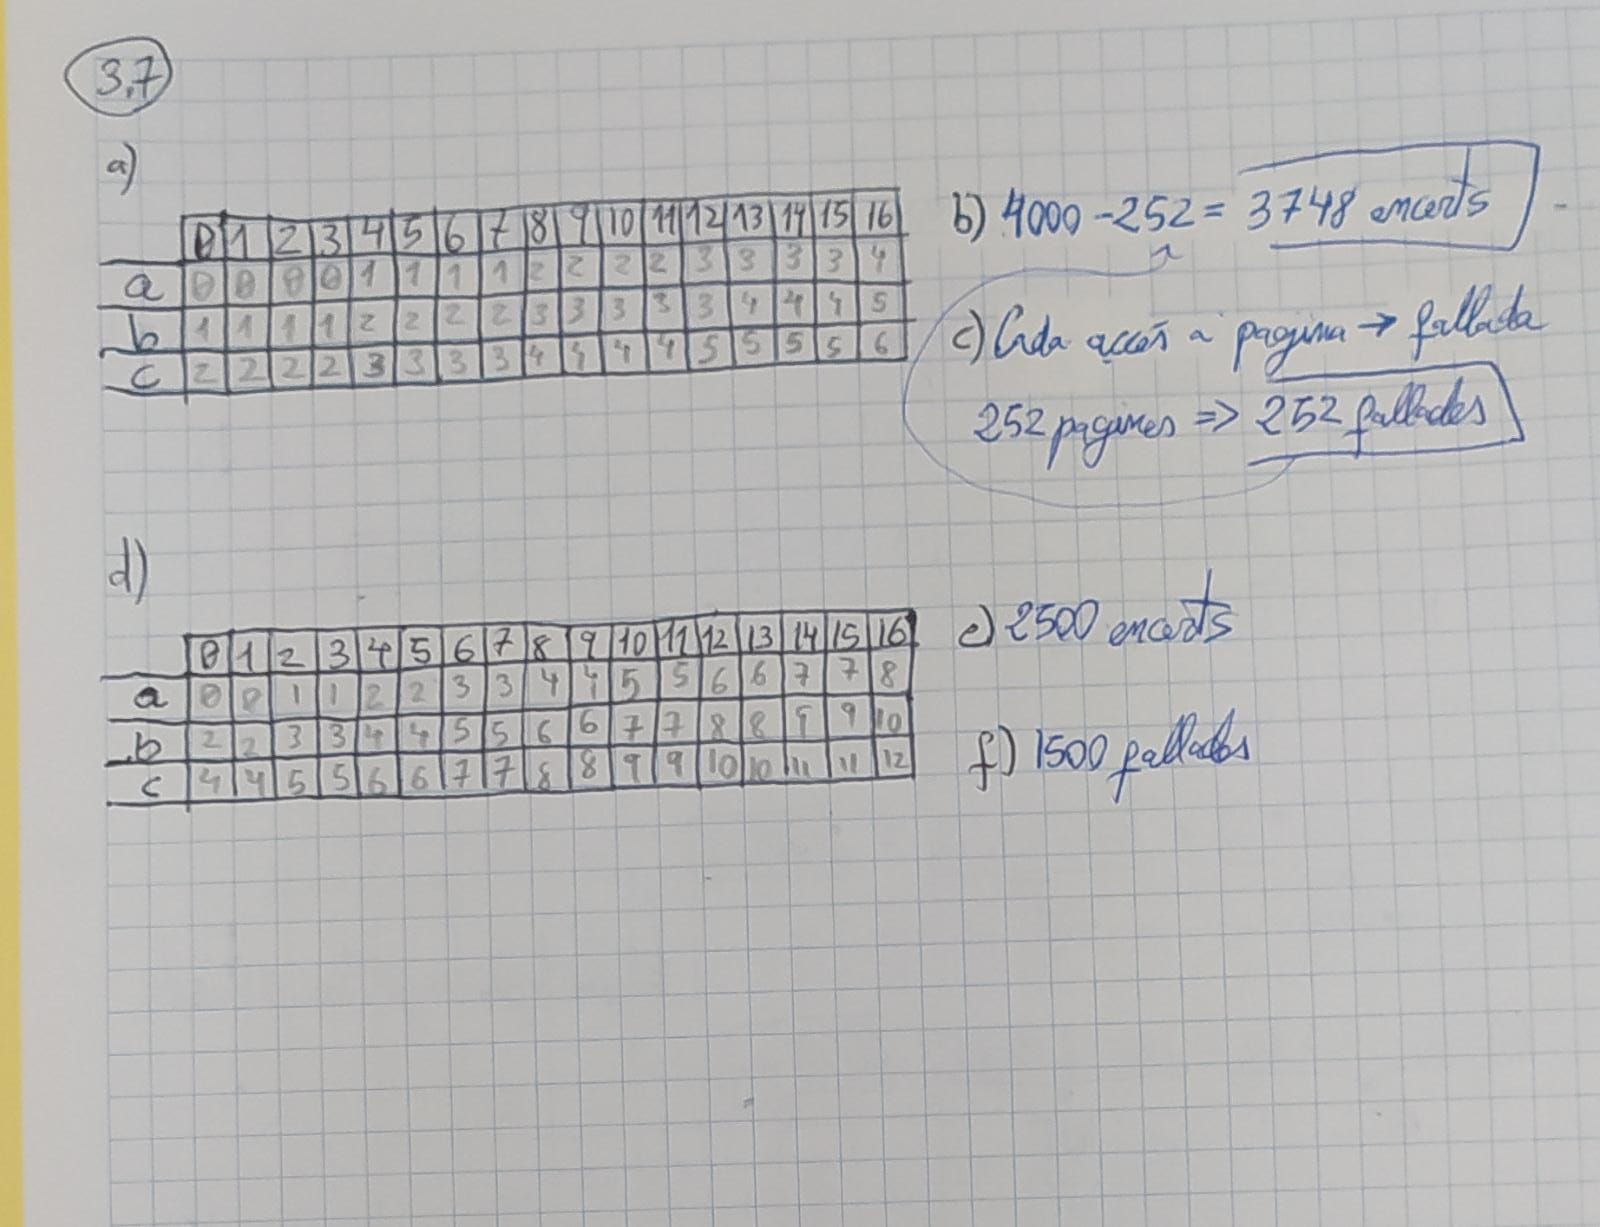 3.7
a)
0 1 2 3 4 5 6 7 8 9 10 11 12 13 14 15 16
a 0 0 0 0 1 1 1 1 2 2 2 2 3 3 3 3 4
b 1 1 1 1 2 2 2 2 3 3 3 3 3 4 4 4 5
c 2 2 2 2 3 3 3 3 4 4 4 4 5 5 5 5 6
b) 4000 - 252 = 3748 encerts
c) Cada accés a pagina → fallada
252 pagines => 252 fallades
d)
0 1 2 3 4 5 6 7 8 9 10 11 12 13 14 15 16
a 0 0 1 1 2 2 3 3 4 4 5 5 6 6 7 7 8
b 2 2 3 3 4 4 5 5 6 6 7 7 8 8 9 9 10
c 4 4 5 5 6 6 7 7 8 8 9 9 10 10 11 11 12
e) 2500 encerts
f) 1500 fallades